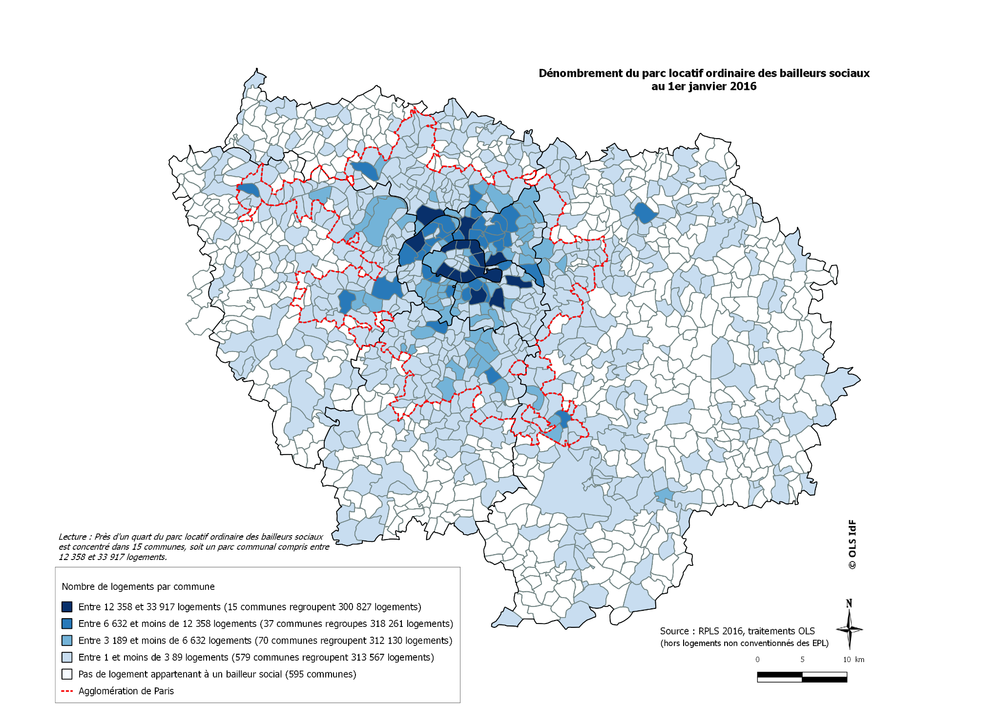 Dénombrement du parc locatif ordinaire des bailleurs sociaux
au 1er janvier 2016
Lecture : Près d'un quart du parc locatif ordinaire des bailleurs sociaux
est concentré dans 15 communes, soit un parc communal compris entre
12 358 et 33 917 logements.
Nombre de logements par commune
Entre 12 358 et 33 917 logements (15 communes regroupent 300 827 logements)
Entre 6 632 et moins de 12 358 logements (37 communes regroupes 318 261 logements)
Entre 3 189 et moins de 6 632 logements (70 communes regroupent 312 130 logements)
Entre 1 et moins de 3 89 logements (579 communes regroupent 313 567 logements)
Pas de logement appartenant à un bailleur social (595 communes)
Agglomération de Paris
© OLS IdF
N
Source : RPLS 2016, traitements OLS
(hors logements non conventionnés des EPL)
0 5 10 km